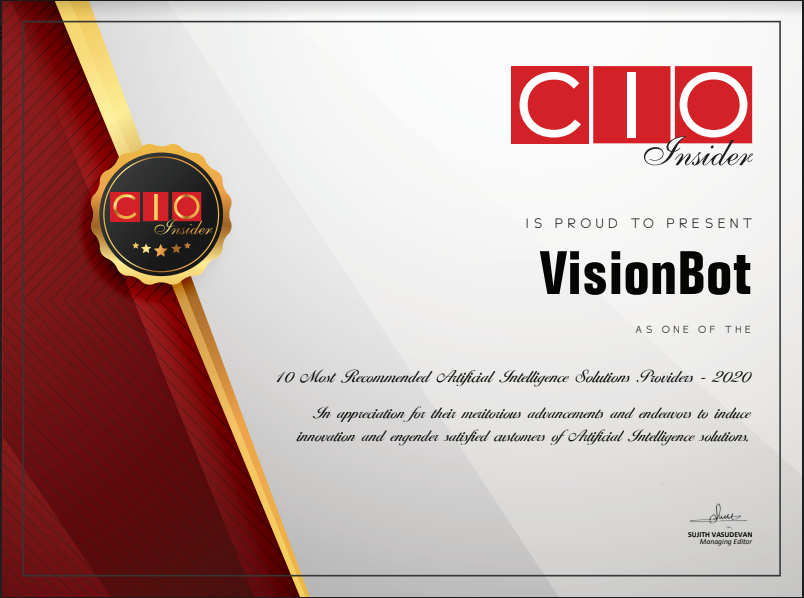 CIO
Insider
CIO
Insider
IS PROUD TO PRESENT
VisionBot
AS ONE OF THE
10 Most Recommended Artificial Intelligence Solutions Providers - 2020
In appreciation for their meritorious advancements and endeavors to induce
innovation and engender satisfied customers of Artificial Intelligence solutions.
SUJITH VASUDEVAN
Managing Editor